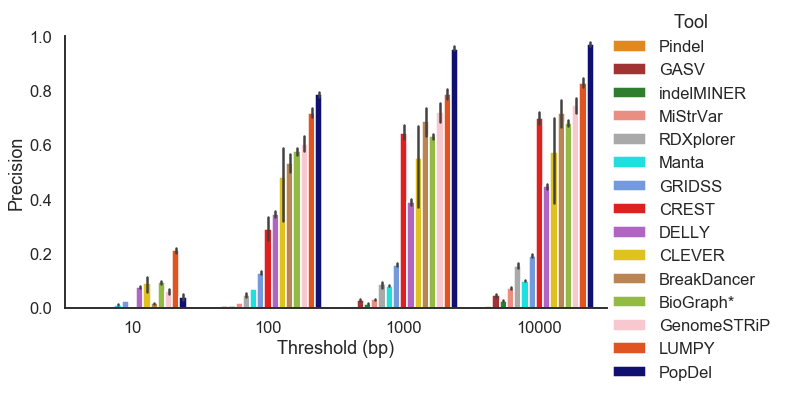 Tool
Pindel
GASV
indelMINER
MiStrVar
RDXplorer
Manta
GRIDSS
CREST
DELLY
CLEVER
BreakDancer
BioGraph*
GenomeSTRiP
LUMPY
PopDel
Precision
1.0
0.8
0.6
0.4
0.2
0.0
10 100 1000 10000
Threshold (bp)